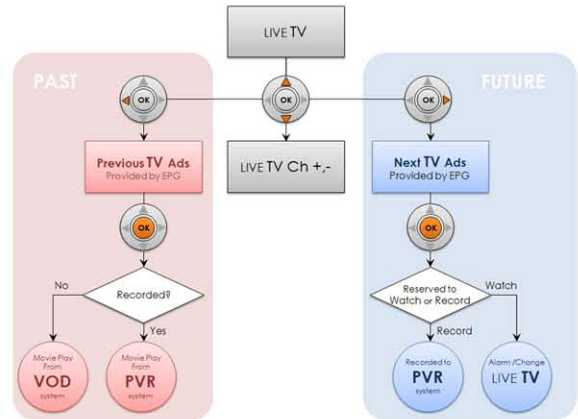 LIVE TV
PAST
FUTURE
OK
OK
OK
Previous TV Ads
Provided by EPG
LIVE TV Ch +,-
Next TV Ads
Provided by EPG
OK
OK
No
Recorded?
Yes
Reserved to
Watch or Record
Watch
Record
Movie Play
From
VOD
system
Movie Play
From
PVR
system
Recorded to
PVR
system
Alarm /Change
LIVE TV